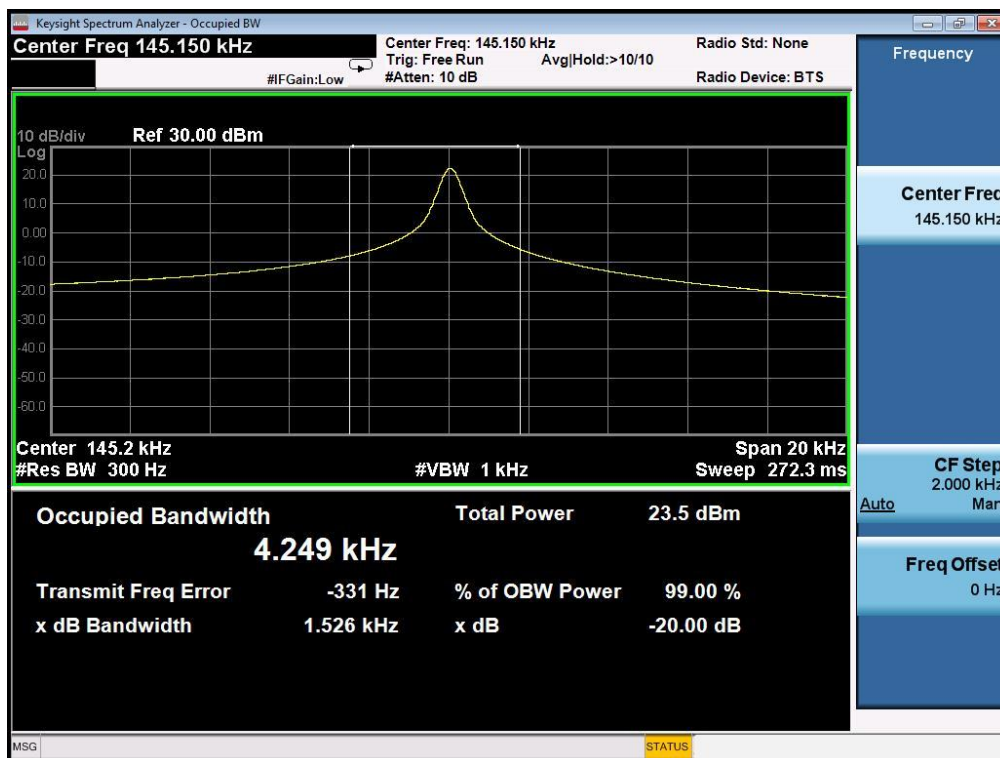 Keysight Spectrum Analyzer - Occupied BW
Center Freq 145.150 kHz
#IFGain:Low
Center Freq: 145.150 kHz
Trig: Free Run Avg|Hold:>10/10
#Atten: 10 dB
Radio Std: None
Radio Device: BTS
10 dB/div Ref 30.00 dBm
Log
20.0
10.0
0.00
-10.0
-20.0
-30.0
-40.0
-50.0
-60.0
Center 145.2 kHz Span 20 kHz
#Res BW 300 Hz #VBW 1 kHz Sweep 272.3 ms
Occupied Bandwidth Total Power 23.5 dBm
4.249 kHz
Transmit Freq Error -331 Hz % of OBW Power 99.00 %
x dB Bandwidth 1.526 kHz x dB -20.00 dB
Frequency
Center Freq
145.150 kHz
CF Step
2.000 kHz
Auto Man
Freq Offset
0 Hz
MSG STATUS